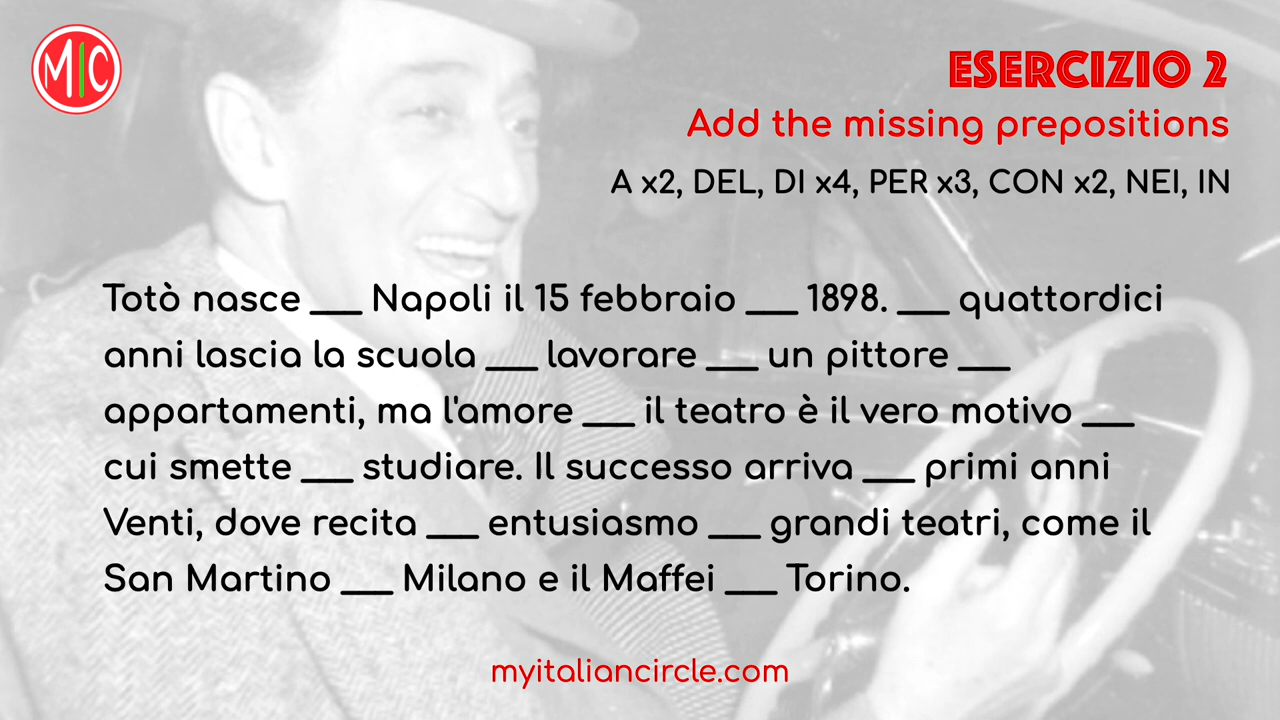 MIC
ESERCIZIO 2
Add the missing prepositions
A x2, DEL, DI x4, PER x3, CON x2, NEI, IN
Totò nasce ___ Napoli il 15 febbraio ___ 1898. ___ quattordici
anni lascia la scuola ___ lavorare ___ un pittore ___
appartamenti, ma l'amore ___ il teatro è il vero motivo ___
cui smette ___ studiare. Il successo arriva ___ primi anni
Venti, dove recita ___ entusiasmo ___ grandi teatri, come il
San Martino ___ Milano e il Maffei ___ Torino.
myitaliancircle.com